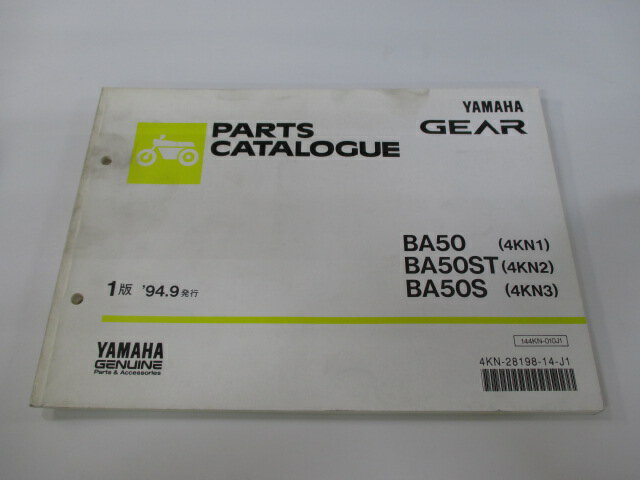 PARTS
CATALOGUE
YAMAHA
GEAR
BA50 (4KN1)
BA50ST (4KN2)
BA50S (4KN3)
1版 '94.9発行
144KN-010J1
4KN-28198-14-J1
YAMAHA
GENUINE
Parts & Accessories